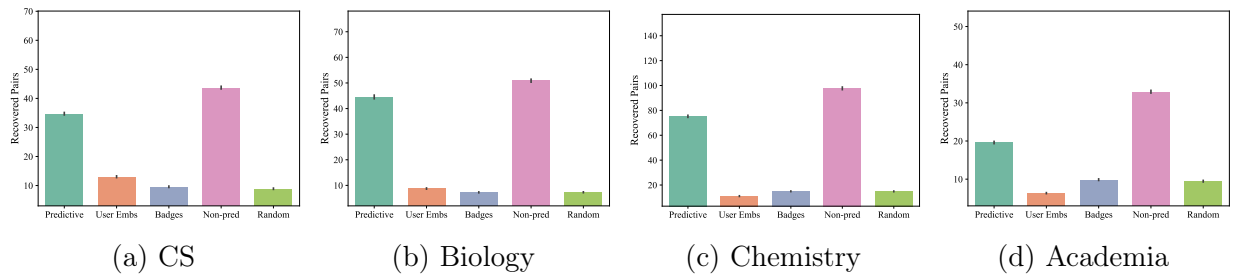 70
60
50
40
30
20
10
Recovered Pairs
Predictive User Embs Badges Non-pred Random
(a) CS
70
60
50
40
30
20
10
Recovered Pairs
Predictive User Embs Badges Non-pred Random
(b) Biology
140
120
100
80
60
40
20
Recovered Pairs
Predictive User Embs Badges Non-pred Random
(c) Chemistry
50
40
30
20
10
Recovered Pairs
Predictive User Embs Badges Non-pred Random
(d) Academia